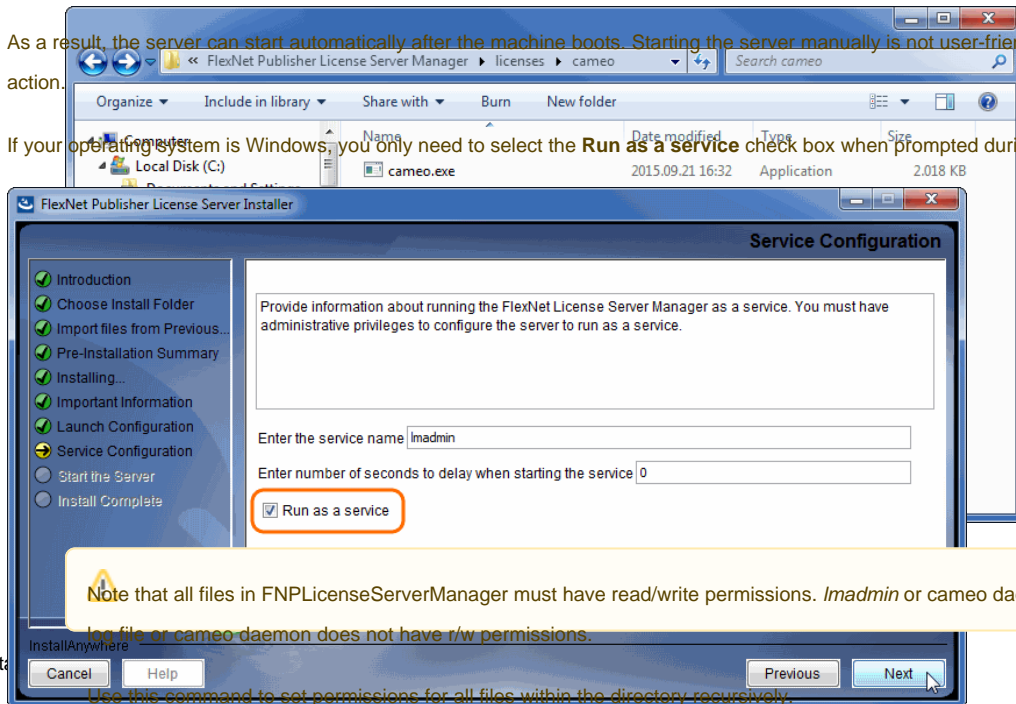 As a result, the server can start automatically after the machine boots. Starting the server manually is not user-frien
« FlexNet Publisher License Server Manager ▸ licenses ▸ cameo
Search cameo
action.
Organize
Include in library
Share with
Burn
New folder
Computer
Name
Date modified
Type
Size
If your operating system is Windows, you only need to select the Run as a service check box when prompted duri
Local Disk (C:)
cameo.exe
2015.09.21 16:32
Application
2.018 KB
Documents and Settings
FlexNet Publisher License Server Installer
Service Configuration
Introduction
Choose Install Folder
Import files from Previous...
Pre-Installation Summary
Installing...
Important Information
Launch Configuration
Service Configuration
Start the Server
Install Complete
Provide information about running the FlexNet License Server Manager as a service. You must have
administrative privileges to configure the server to run as a service.
Enter the service name lmadmin
Enter number of seconds to delay when starting the service 0
Run as a service
Note that all files in FNPLicenseServerManager must have read/write permissions. lmadmin or cameo dae
log file or cameo daemon does not have r/w permissions.
InstallAnywhere
Cancel
Help
Previous
Next
Use this command to set permissions for all files within the directory recursively.